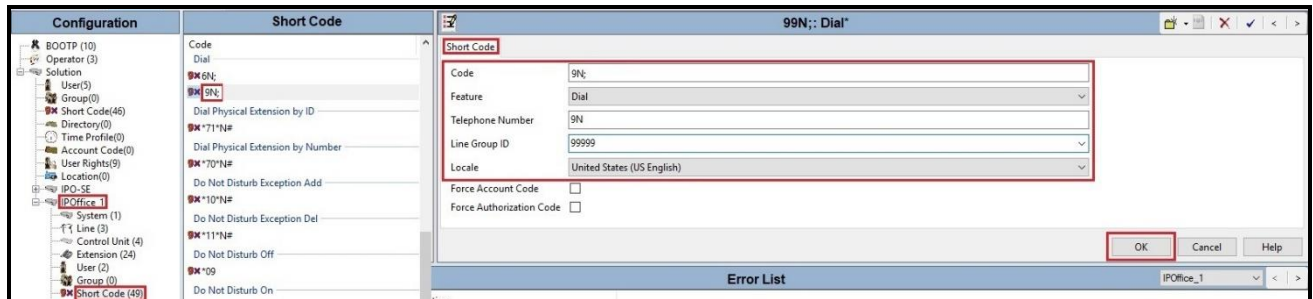 Configuration
BOOTP (10)
Operator (3)
Solution
User(5)
Group(0)
Short Code(46)
Directory(0)
Time Profile(0)
Account Code(0)
User Rights(9)
Location(0)
IPO-SE
IPOffice_1
System (1)
Line (3)
Control Unit (4)
Extension (24)
User (2)
Group (0)
Short Code (49)
Short Code
Code
Dial
6N;
9N;
Dial Physical Extension by ID
*71*N#
Dial Physical Extension by Number
*70*N#
Do Not Disturb Exception Add
*10*N#
Do Not Disturb Exception Del
*11*N#
Do Not Disturb Off
*09
Do Not Disturb On
99N;: Dial*
Short Code
Code 9N;
Feature Dial
Telephone Number 9N
Line Group ID 99999
Locale United States (US English)
Force Account Code
Force Authorization Code
OK Cancel Help
Error List IPOffice_1